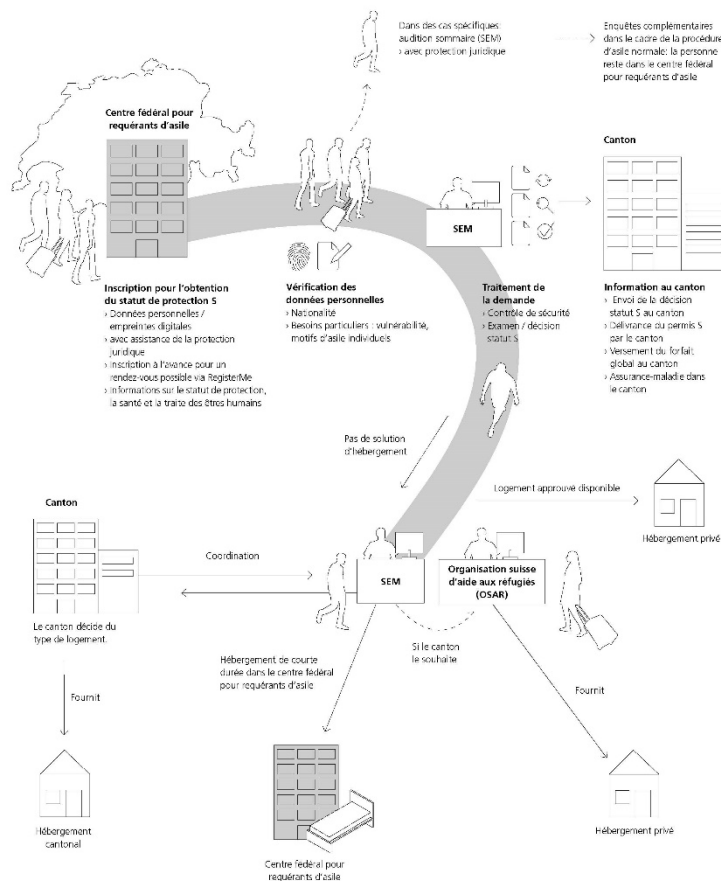 Dans des cas spécifiques:
audition sommaire (SEM)
› avec protection juridique
Enquêtes complémentaires
dans le cadre de la procédure
d'asile normale: la personne
reste dans le centre fédéral
pour requérants d'asile
Centre fédéral pour
requérants d'asile
Canton
SEM
Inscription pour l'obtention
du statut de protection S
› Données personnelles /
empreintes digitales
› avec assistance de la protection
juridique
› Inscription à l'avance pour un
rendez-vous possible via RegisterMe
› Informations sur le statut de protection,
la santé et la traite des êtres humains
Vérification des
données personnelles
› Nationalité
› Besoins particuliers : vulnérabilité,
motifs d'asile individuels
Traitement de
la demande
› Contrôle de sécurité
› Examen / décision
statut S
Information au canton
› Envoi de la décision
statut S au canton
› Délivrance du permis S
par le canton
› Versement du forfait
global au canton
› Assurance-maladie dans
le canton
Pas de solution
d'hébergement
Logement approuvé disponible
Hébergement privé
Canton
Coordination
SEM
Organisation suisse
d'aide aux réfugiés
(OSAR)
Le canton décide du
type de logement.
Si le canton
le souhaite
Hébergement de courte
durée dans le centre fédéral
pour requérants d'asile
Fournit
Fournit
Hébergement
cantonal
Hébergement privé
Centre fédéral pour
requérants d'asile